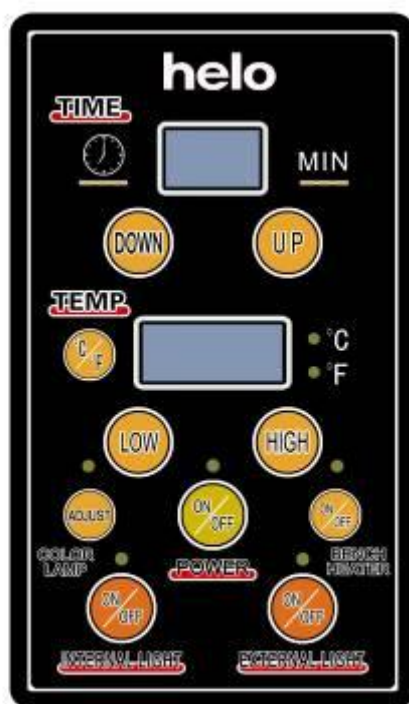 helo
TIME
MIN
DOWN
UP
TEMP
°C/°F
°C
°F
LOW
HIGH
ADJUST
ON/OFF
ON/OFF
COLOR
LAMP
POWER
BENCH
HEATER
ON/OFF
ON/OFF
INTERNAL LIGHT
EXTERNAL LIGHT